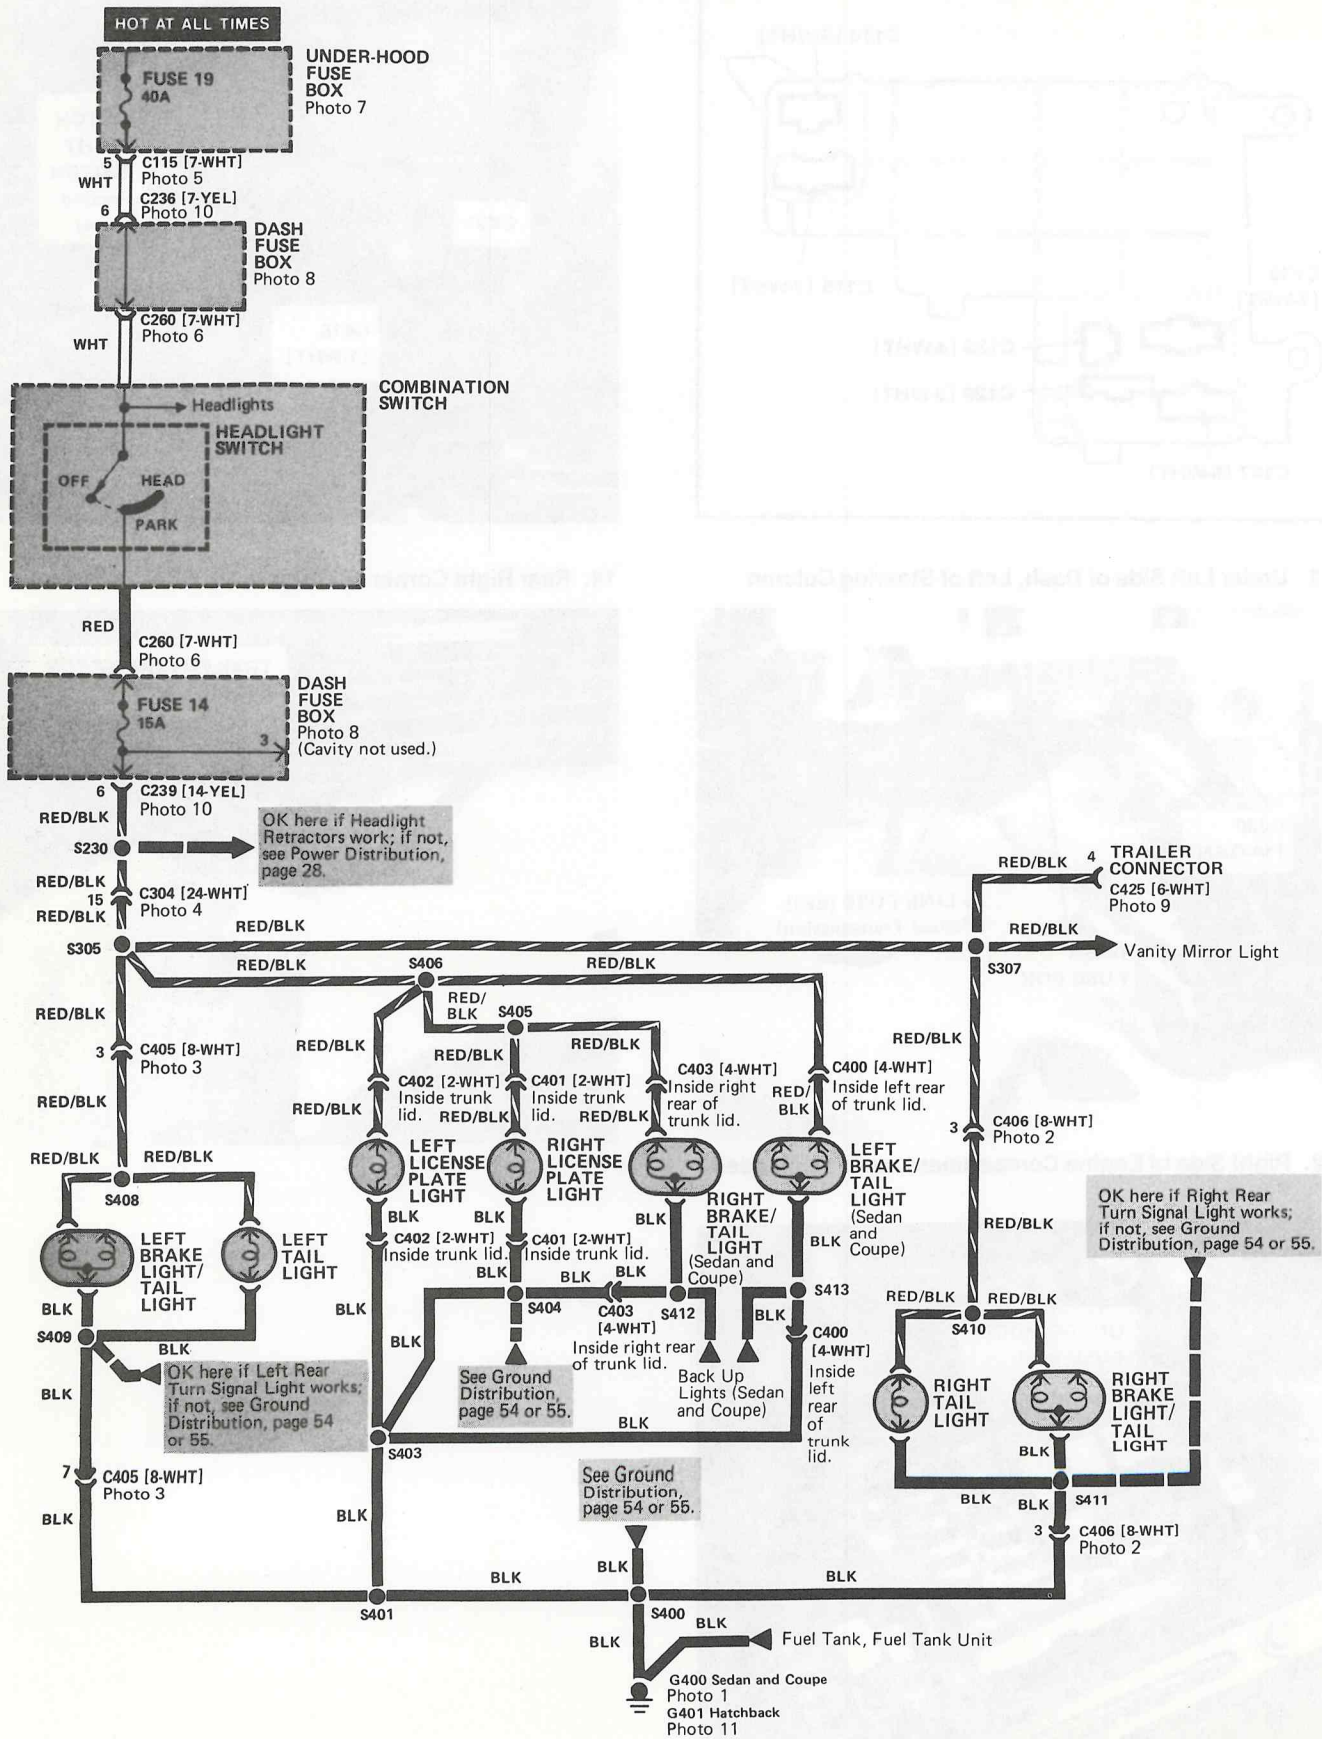 HOT AT ALL TIMES
FUSE 19
40A
UNDER-HOOD
FUSE
BOX
Photo 7
5
C115 [7-WHT]
Photo 5
WHT
C236 [7-YEL]
6
Photo 10
DASH
FUSE
BOX
Photo 8
C260 [7-WHT]
Photo 6
WHT
COMBINATION
SWITCH
Headlights
HEADLIGHT
SWITCH
OFF
HEAD
PARK
RED
C260 [7-WHT]
Photo 6
FUSE 14
15A
3
DASH
FUSE
BOX
Photo 8
(Cavity not used.)
6
C239 [14-YEL]
Photo 10
RED/BLK
S230
OK here if Headlight
Retractors work; if not,
see Power Distribution,
page 28.
RED/BLK
15
C304 [24-WHT]
Photo 4
RED/BLK
S305
RED/BLK
RED/BLK
4
TRAILER
CONNECTOR
C425 [6-WHT]
Photo 9
RED/BLK
Vanity Mirror Light
S307
RED/BLK
S406
RED/BLK
RED/
BLK
S405
RED/BLK
3
C405 [8-WHT]
Photo 3
RED/BLK
RED/BLK
RED/BLK
RED/BLK
RED/BLK
C402 [2-WHT]
Inside trunk
lid.
RED/BLK
C401 [2-WHT]
Inside trunk
lid.
RED/BLK
C403 [4-WHT]
Inside right
rear of
trunk lid.
RED/BLK
C400 [4-WHT]
Inside left rear
of trunk lid.
RED/
BLK
3
C406 [8-WHT]
Photo 2
RED/BLK
RED/BLK
S408
LEFT
BRAKE
LIGHT/
TAIL
LIGHT
LEFT
TAIL
LIGHT
LEFT
LICENSE
PLATE
LIGHT
RIGHT
LICENSE
PLATE
LIGHT
RIGHT
BRAKE/
TAIL
LIGHT
(Sedan and
Coupe)
LEFT
BRAKE/
TAIL
LIGHT
(Sedan
and
Coupe)
OK here if Right Rear
Turn Signal Light works;
if not, see Ground
Distribution, page 54 or 55.
RED/BLK
BLK
C402 [2-WHT]
Inside trunk lid.
BLK
C401 [2-WHT]
Inside trunk lid.
BLK
BLK
BLK
BLK
BLK
S404
C403
[4-WHT]
Inside right rear
of trunk lid.
S412
BLK
S413
C400
[4-WHT]
Inside
left
rear
of
trunk
lid.
BLK
S409
BLK
BLK
BLK
RED/BLK
RED/BLK
S410
OK here if Left Rear
Turn Signal Light works;
if not, see Ground
Distribution, page 54
or 55.
See Ground
Distribution,
page 54 or 55.
Back Up
Lights (Sedan
and Coupe)
RIGHT
TAIL
LIGHT
RIGHT
BRAKE
LIGHT/
TAIL
LIGHT
BLK
BLK
S403
BLK
7
C405 [8-WHT]
Photo 3
BLK
BLK
See Ground
Distribution,
page 54 or 55.
BLK
BLK
S411
3
C406 [8-WHT]
Photo 2
BLK
BLK
BLK
S401
S400
BLK
BLK
Fuel Tank, Fuel Tank Unit
G400 Sedan and Coupe
Photo 1
G401 Hatchback
Photo 11